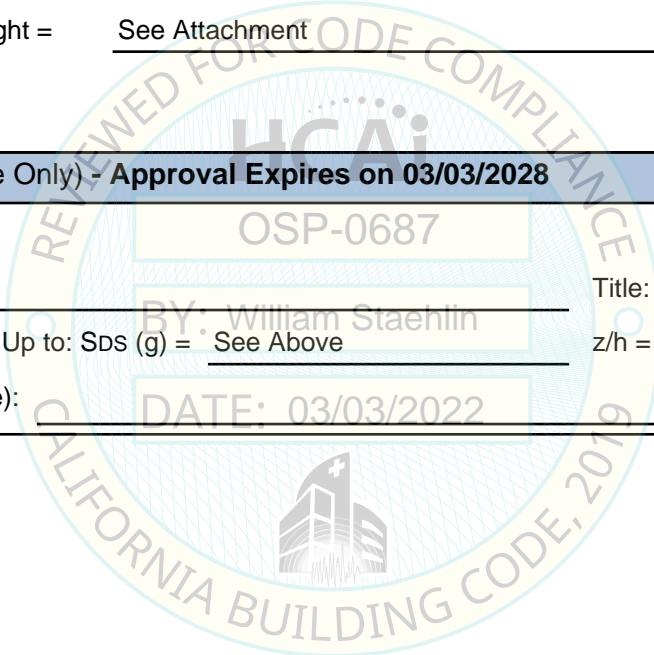 ght = See Attachment
REVIEWED FOR CODE COMPLIANCE
HCAi
e Only) - Approval Expires on 03/03/2028
OSP-0687
Title:
BY: William Staehlin
Up to: SDS (g) = See Above z/h =
e):
DATE: 03/03/2022
CALIFORNIA BUILDING CODE, 2019